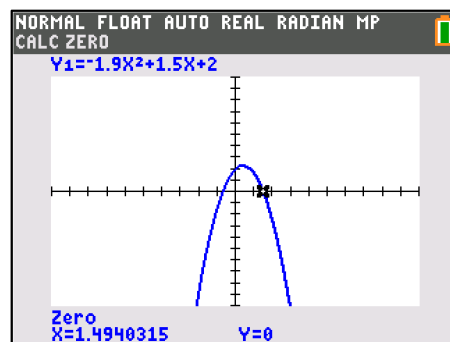 NORMAL FLOAT AUTO REAL RADIAN MP
CALC ZERO
Y₁=⁻1.9X²+1.5X+2
Zero
X=1.4940315 Y=0